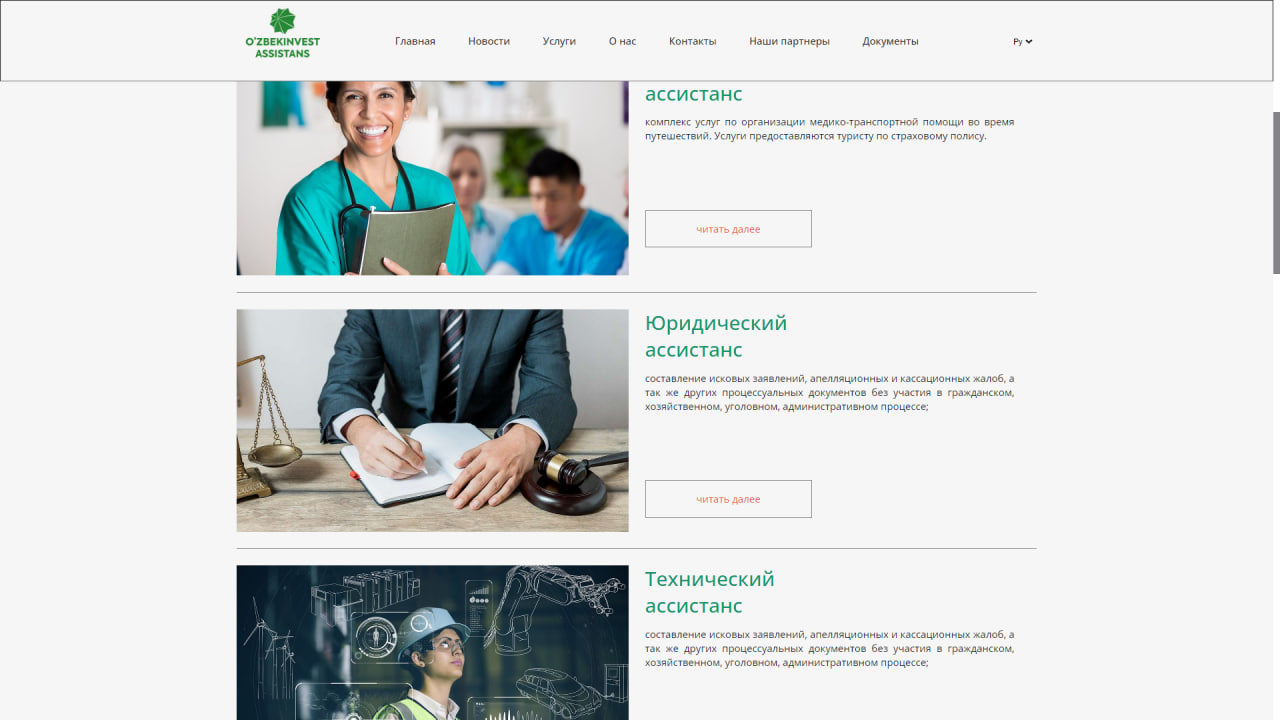 O'ZBEKINVEST
ASSISTANS
Главная Новости Услуги О нас Контакты Наши партнеры Документы Ру
ассистанс
комплекс услуг по организации медико-транспортной помощи во время
путешествий. Услуги предоставляются туристу по страховому полису.
читать далее
Юридический
ассистанс
составление исковых заявлений, апелляционных и кассационных жалоб, а
так же других процессуальных документов без участия в гражданском,
хозяйственном, уголовном, административном процессе;
читать далее
Технический
ассистанс
составление исковых заявлений, апелляционных и кассационных жалоб, а
так же других процессуальных документов без участия в гражданском,
хозяйственном, уголовном, административном процессе;